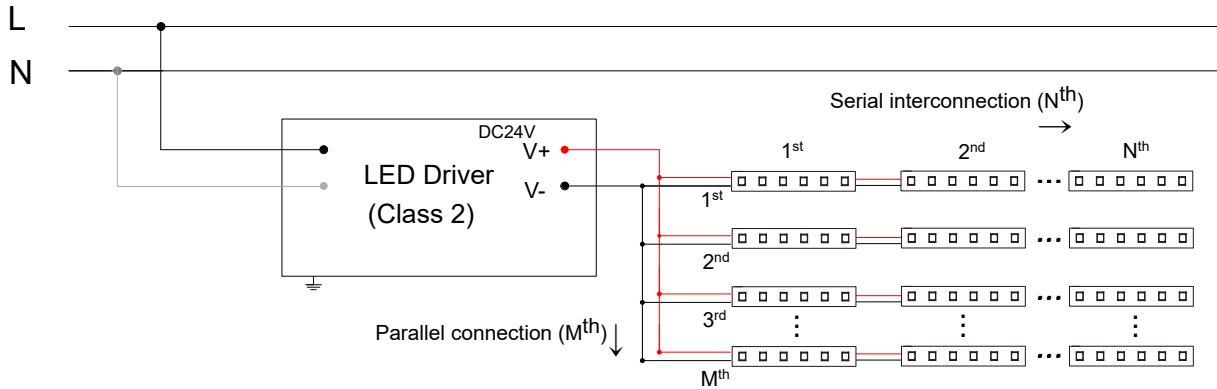 L
N
Serial interconnection (Nth)
DC24V
V+
LED Driver
V-
(Class 2)
1st
2nd
Nth
1st
2nd
3rd
Mth
Parallel connection (Mth)